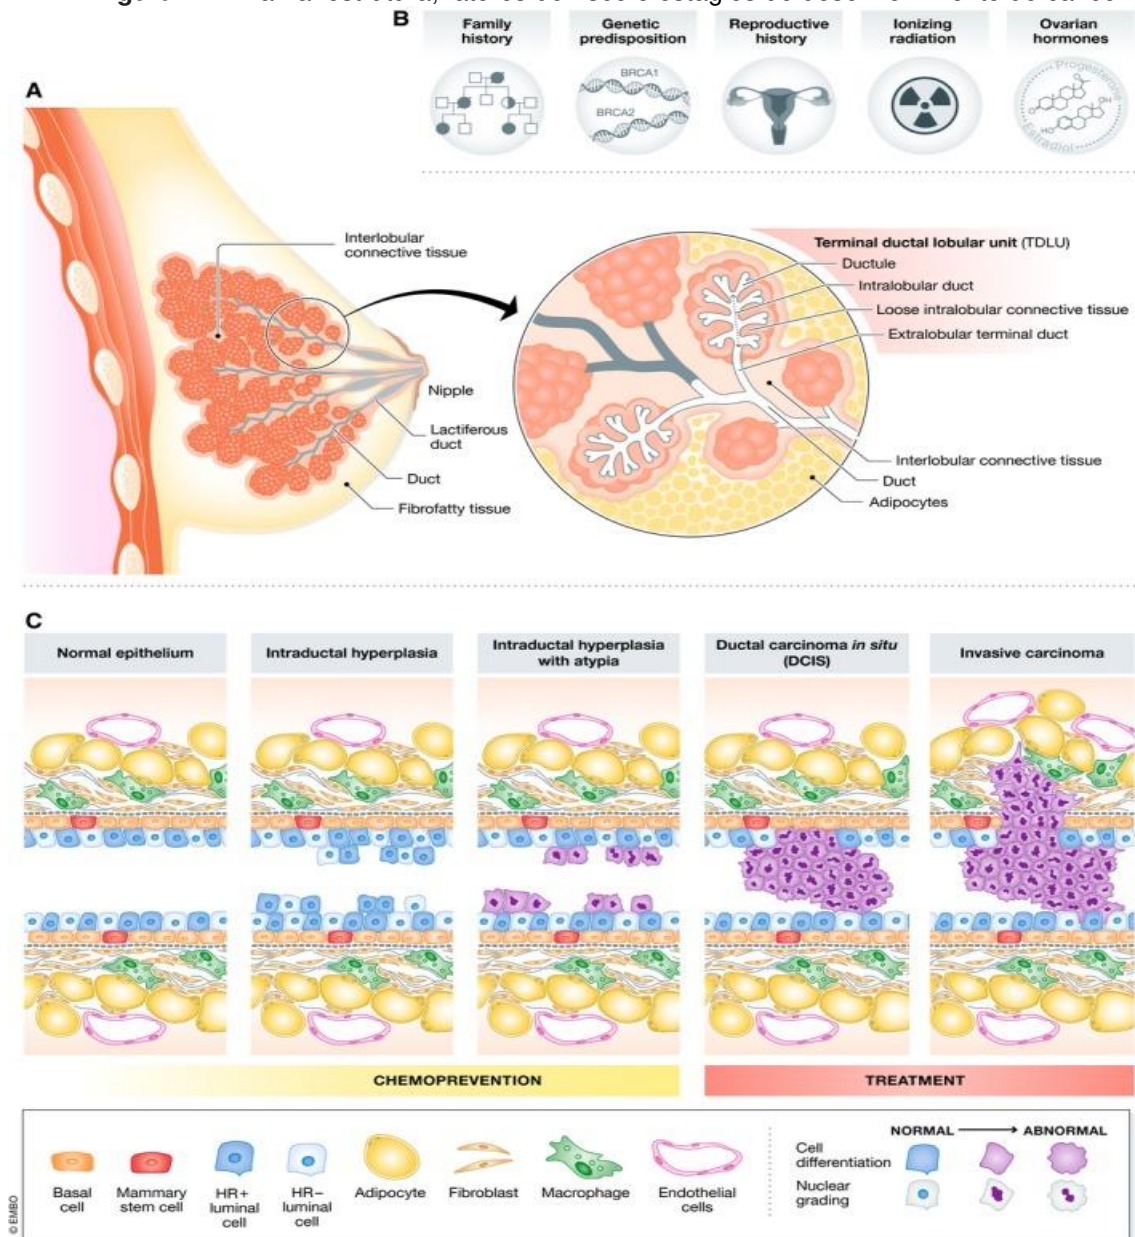 B
Family
history
Genetic
predisposition
Reproductive
history
Ionizing
radiation
Ovarian
hormones
BRCA1
BRCA2
Progesterone
OH
HO
Estradiol
A
Interlobular
connective tissue
Nipple
Lactiferous
duct
Duct
Fibrofatty tissue
Terminal ductal lobular unit (TDLU)
Ductule
Intralobular duct
Loose intralobular connective tissue
Extralobular terminal duct
Interlobular connective tissue
Duct
Adipocytes
C
Normal epithelium
Intraductal hyperplasia
Intraductal hyperplasia
with atypia
Ductal carcinoma in situ
(DCIS)
Invasive carcinoma
CHEMOPREVENTION
TREATMENT
Basal
cell
Mammary
stem cell
HR+
luminal
cell
HR–
luminal
cell
Adipocyte
Fibroblast
Macrophage
Endothelial
cells
NORMAL → ABNORMAL
Cell
differentiation
Nuclear
grading
© EMBO